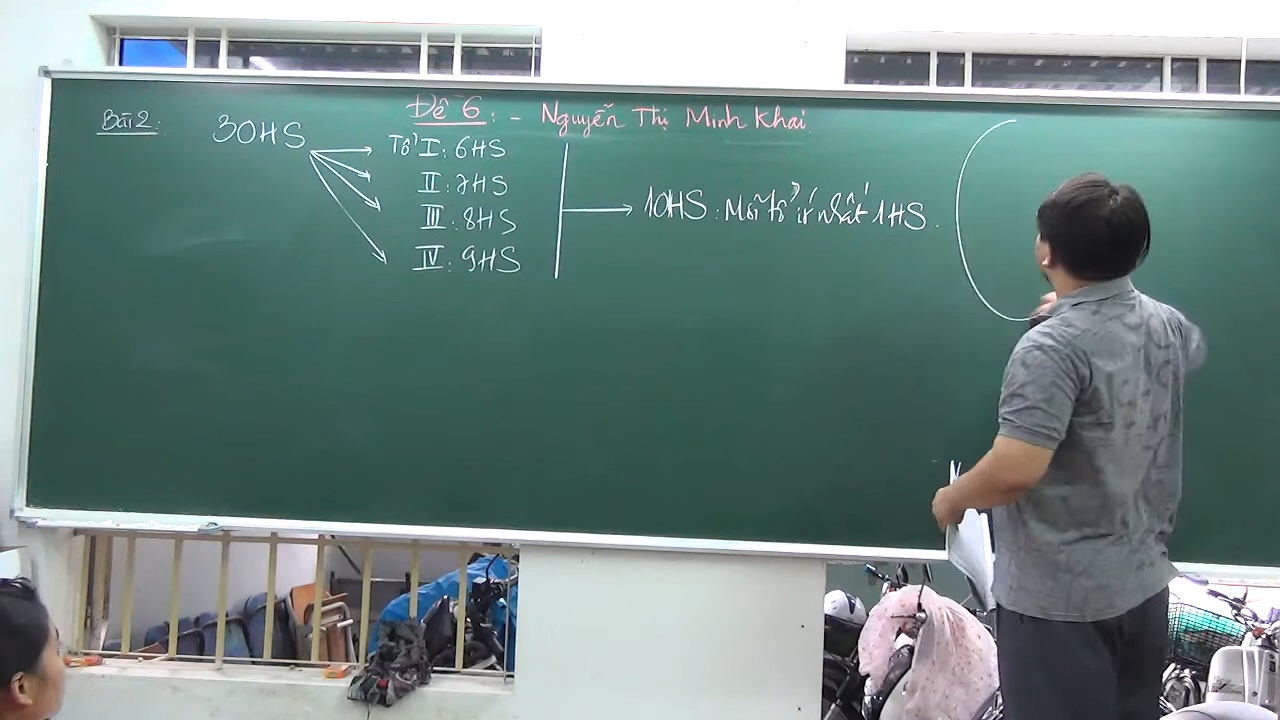 Đề 6: - Nguyễn Thị Minh Khai
Bài 2:
30HS
Tổ I: 6HS
II: 7HS
III: 8HS
IV: 9HS
10HS: Mỗi tổ ít nhất 1HS.